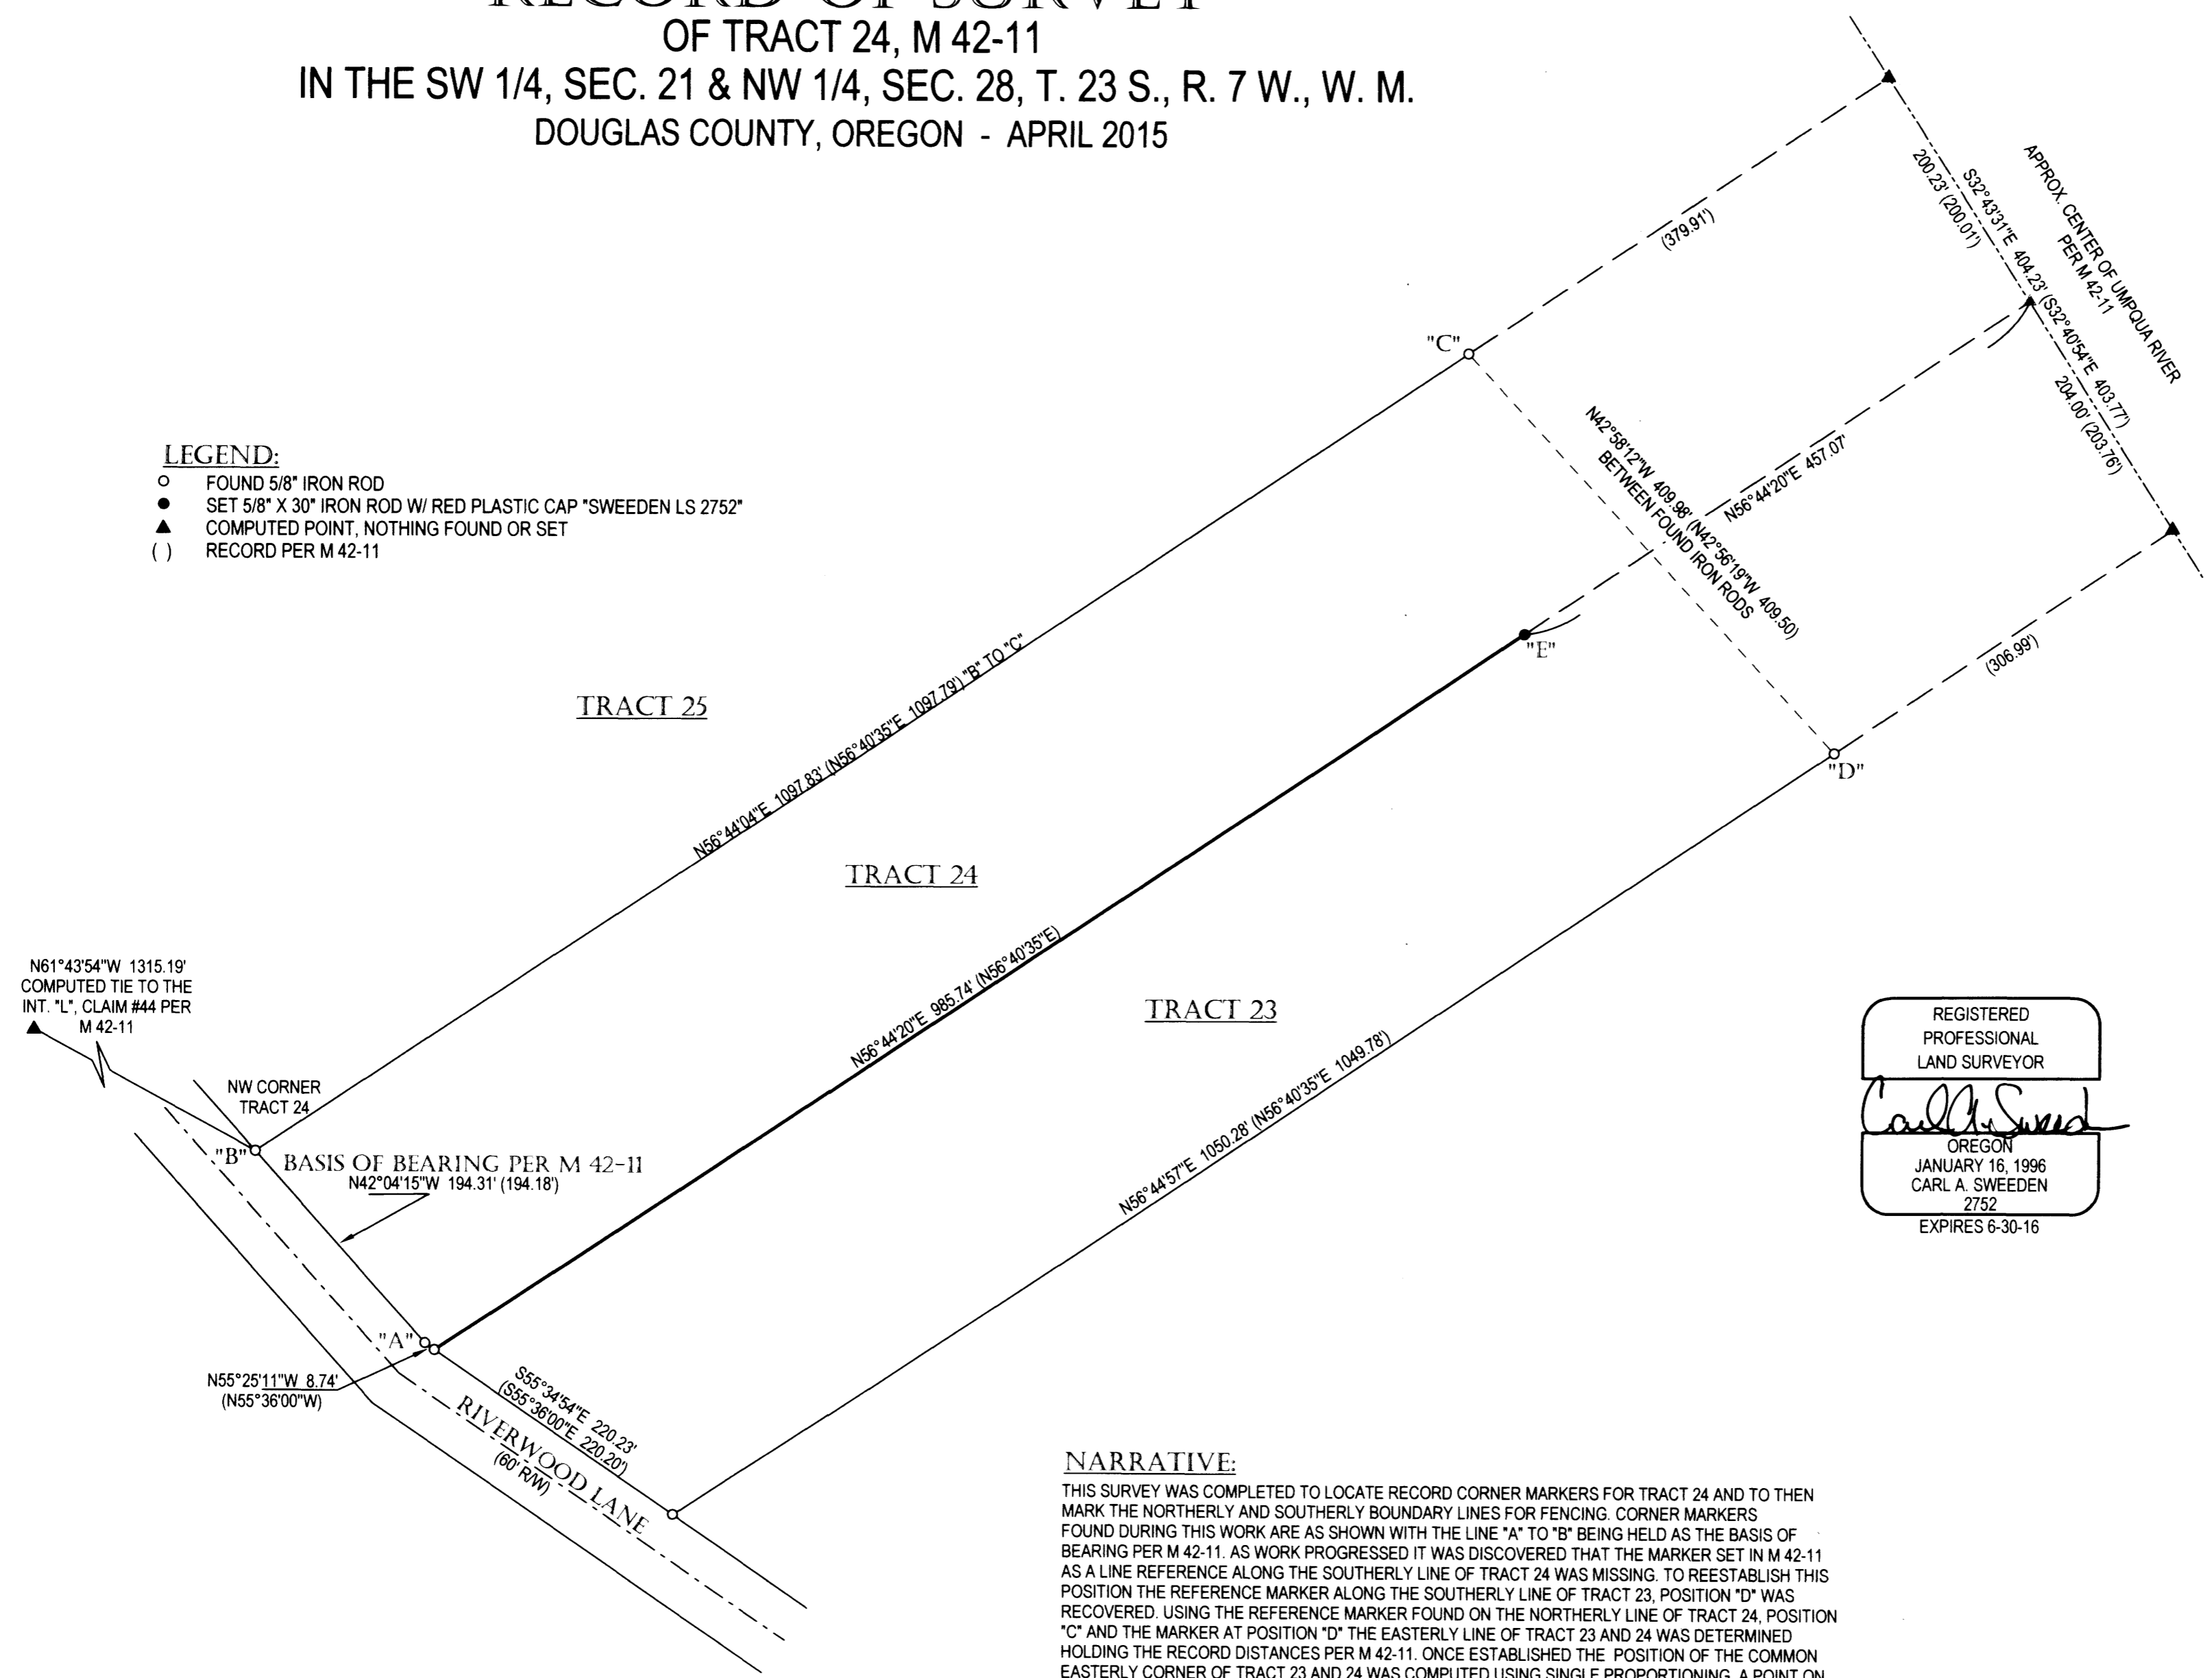 RECORD OF SURVEY
OF TRACT 24, M 42-11
IN THE SW 1/4, SEC. 21 & NW 1/4, SEC. 28, T. 23 S., R. 7 W., W. M.
DOUGLAS COUNTY, OREGON - APRIL 2015
(379.91')
200.23' (200.01')
S32°43'31"E 404.23' (S32°40'54"E 403.77')
204.00' (203.76')
APPROX. CENTER OF UMPQUA RIVER
PER M 42-11
"C"
N42°58'12"W 409.98' (N42°56'19"W 409.50)
BETWEEN FOUND IRON RODS
N56°44'20"E 457.07'
LEGEND:
FOUND 5/8" IRON ROD
SET 5/8" X 30" IRON ROD W/ RED PLASTIC CAP "SWEEDEN LS 2752"
COMPUTED POINT, NOTHING FOUND OR SET
( ) RECORD PER M 42-11
"E"
(306.99')
"D"
TRACT 25
N56°44'04"E 1097.83' (N56°40'35"E 1097.79') "B" TO "C"
TRACT 24
N56°44'20"E 985.74' (N56°40'35"E)
TRACT 23
N56°44'57"E 1050.28' (N56°40'35"E 1049.78')
N61°43'54"W 1315.19'
COMPUTED TIE TO THE
INT. "L", CLAIM #44 PER
M 42-11
NW CORNER
TRACT 24
"B"
BASIS OF BEARING PER M 42-11
N42°04'15"W 194.31' (194.18')
"A"
N55°25'11"W 8.74'
(N55°36'00"W)
S55°34'54"E 220.23'
(S55°36'00"E 220.20')
RIVERWOOD LANE
(60' R/W)
REGISTERED
PROFESSIONAL
LAND SURVEYOR
Carl A. Sweeden
OREGON
JANUARY 16, 1996
CARL A. SWEEDEN
2752
EXPIRES 6-30-16
NARRATIVE:
THIS SURVEY WAS COMPLETED TO LOCATE RECORD CORNER MARKERS FOR TRACT 24 AND TO THEN
MARK THE NORTHERLY AND SOUTHERLY BOUNDARY LINES FOR FENCING. CORNER MARKERS
FOUND DURING THIS WORK ARE AS SHOWN WITH THE LINE "A" TO "B" BEING HELD AS THE BASIS OF
BEARING PER M 42-11. AS WORK PROGRESSED IT WAS DISCOVERED THAT THE MARKER SET IN M 42-11
AS A LINE REFERENCE ALONG THE SOUTHERLY LINE OF TRACT 24 WAS MISSING. TO REESTABLISH THIS
POSITION THE REFERENCE MARKER ALONG THE SOUTHERLY LINE OF TRACT 23, POSITION "D" WAS
RECOVERED. USING THE REFERENCE MARKER FOUND ON THE NORTHERLY LINE OF TRACT 24, POSITION
"C" AND THE MARKER AT POSITION "D" THE EASTERLY LINE OF TRACT 23 AND 24 WAS DETERMINED
HOLDING THE RECORD DISTANCES PER M 42-11. ONCE ESTABLISHED THE POSITION OF THE COMMON
EASTERLY CORNER OF TRACT 23 AND 24 WAS COMPUTED USING SINGLE PROPORTIONING. A POINT ON